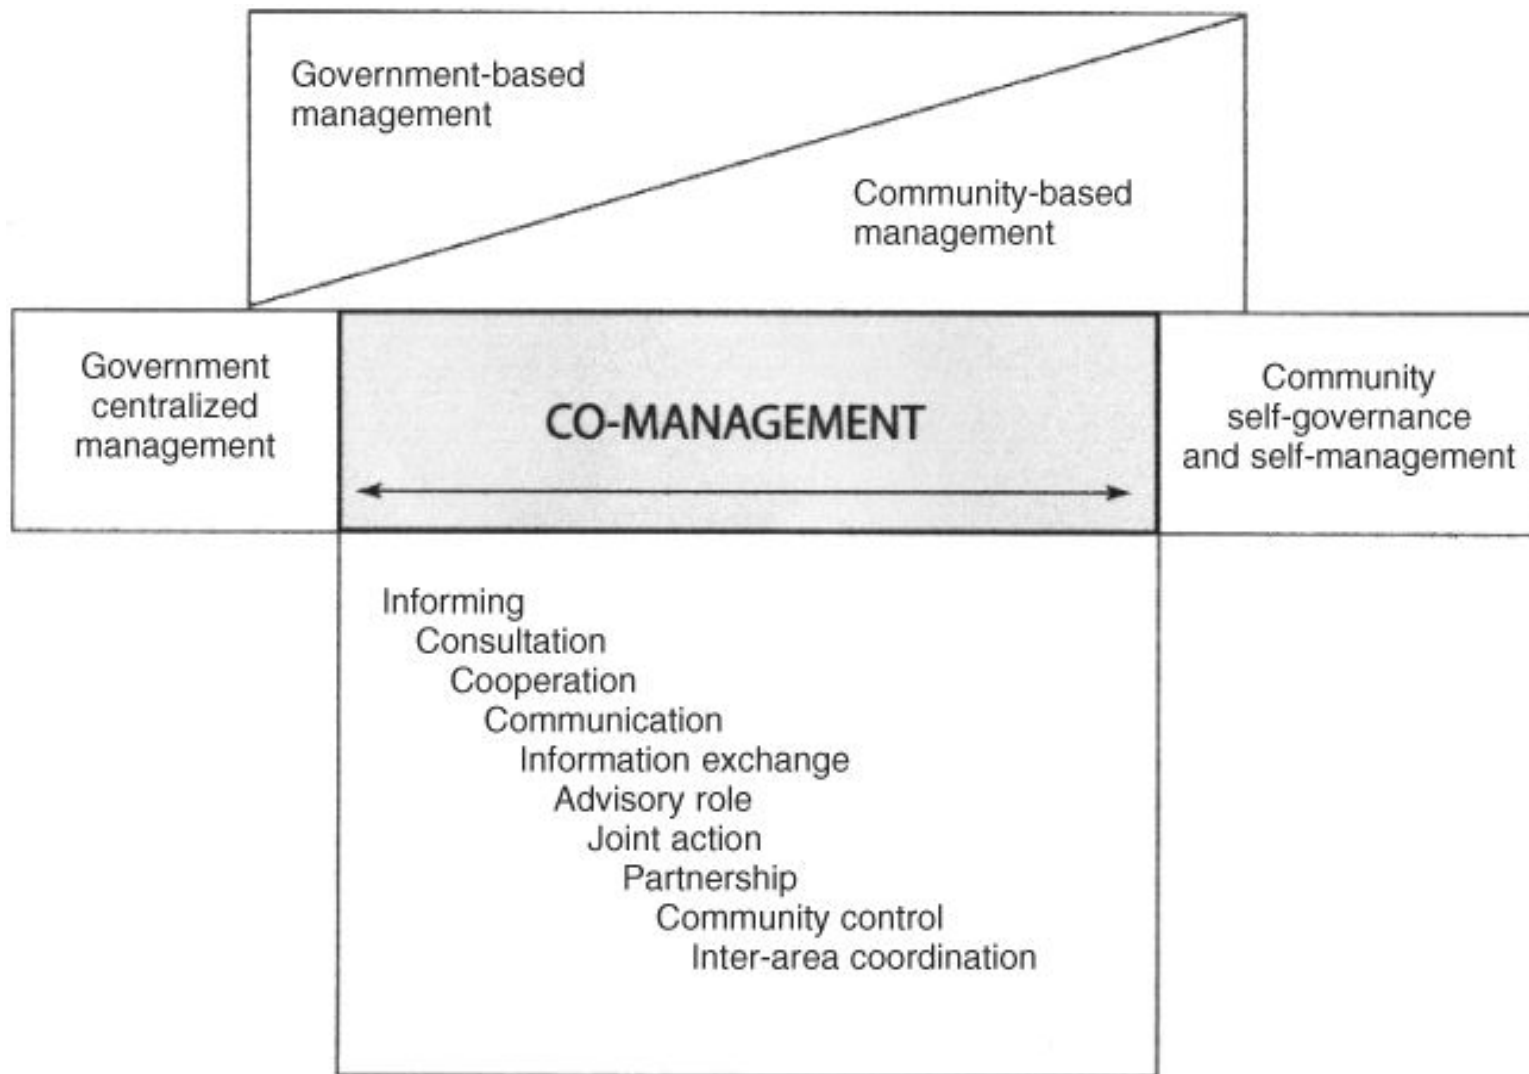 Government-based
management
Community-based
management
Government
centralized
management
CO-MANAGEMENT
Community
self-governance
and self-management
Informing
Consultation
Cooperation
Communication
Information exchange
Advisory role
Joint action
Partnership
Community control
Inter-area coordination